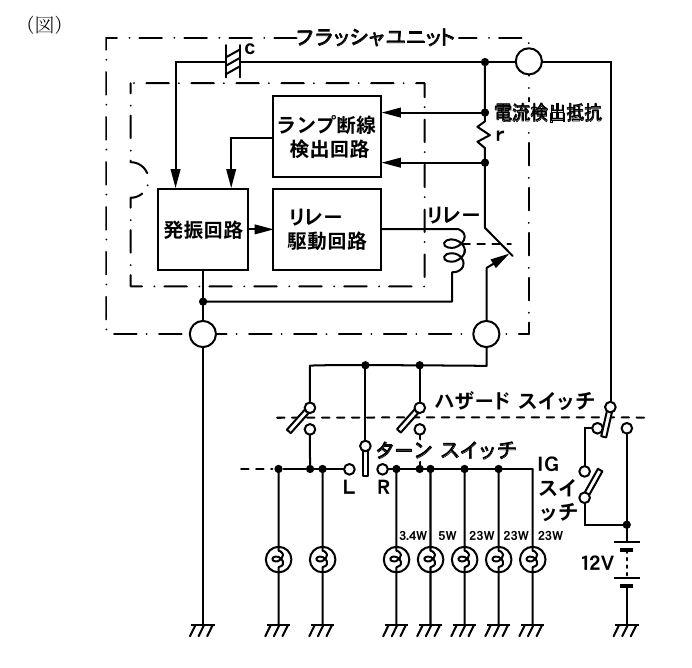 （図）
フラッシャユニット
c
ランプ断線
検出回路
電流検出抵抗
r
発振回路
リレー
駆動回路
リレー
ハザード スイッチ
ターン スイッチ
L
R
IG
スイ
ッチ
3.4W
5W
23W
23W
23W
12V